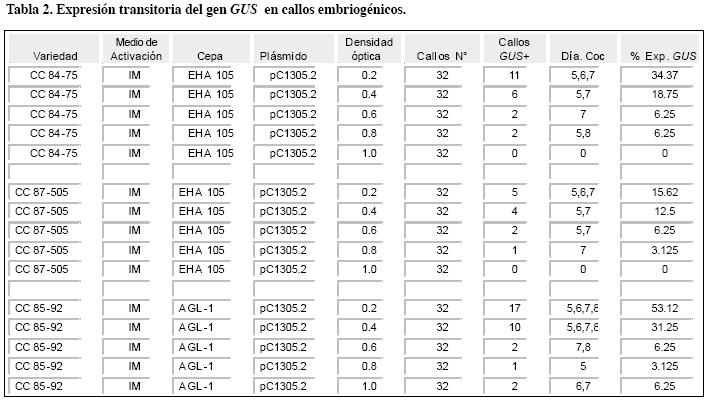 Tabla 2. Expresión transitoria del gen GUS en callos embriogénicos.
Variedad Medio de Activación Cepa Plásmido Densidad óptica Callos N° Callos GUS+ Día. Coc % Exp. GUS
CC 84-75 IM EHA 105 pC1305.2 0.2 32 11 5,6,7 34.37
CC 84-75 IM EHA 105 pC1305.2 0.4 32 6 5,7 18.75
CC 84-75 IM EHA 105 pC1305.2 0.6 32 2 7 6.25
CC 84-75 IM EHA 105 pC1305.2 0.8 32 2 5,8 6.25
CC 84-75 IM EHA 105 pC1305.2 1.0 32 0 0 0
CC 87-505 IM EHA 105 pC1305.2 0.2 32 5 5,6,7 15.62
CC 87-505 IM EHA 105 pC1305.2 0.4 32 4 5,7 12.5
CC 87-505 IM EHA 105 pC1305.2 0.6 32 2 5,7 6.25
CC 87-505 IM EHA 105 pC1305.2 0.8 32 1 7 3.125
CC 87-505 IM EHA 105 pC1305.2 1.0 32 0 0 0
CC 85-92 IM AGL-1 pC1305.2 0.2 32 17 5,6,7,8 53.12
CC 85-92 IM AGL-1 pC1305.2 0.4 32 10 5,6,7,8 31.25
CC 85-92 IM AGL-1 pC1305.2 0.6 32 2 7,8 6.25
CC 85-92 IM AGL-1 pC1305.2 0.8 32 1 5 3.125
CC 85-92 IM AGL-1 pC1305.2 1.0 32 2 6,7 6.25